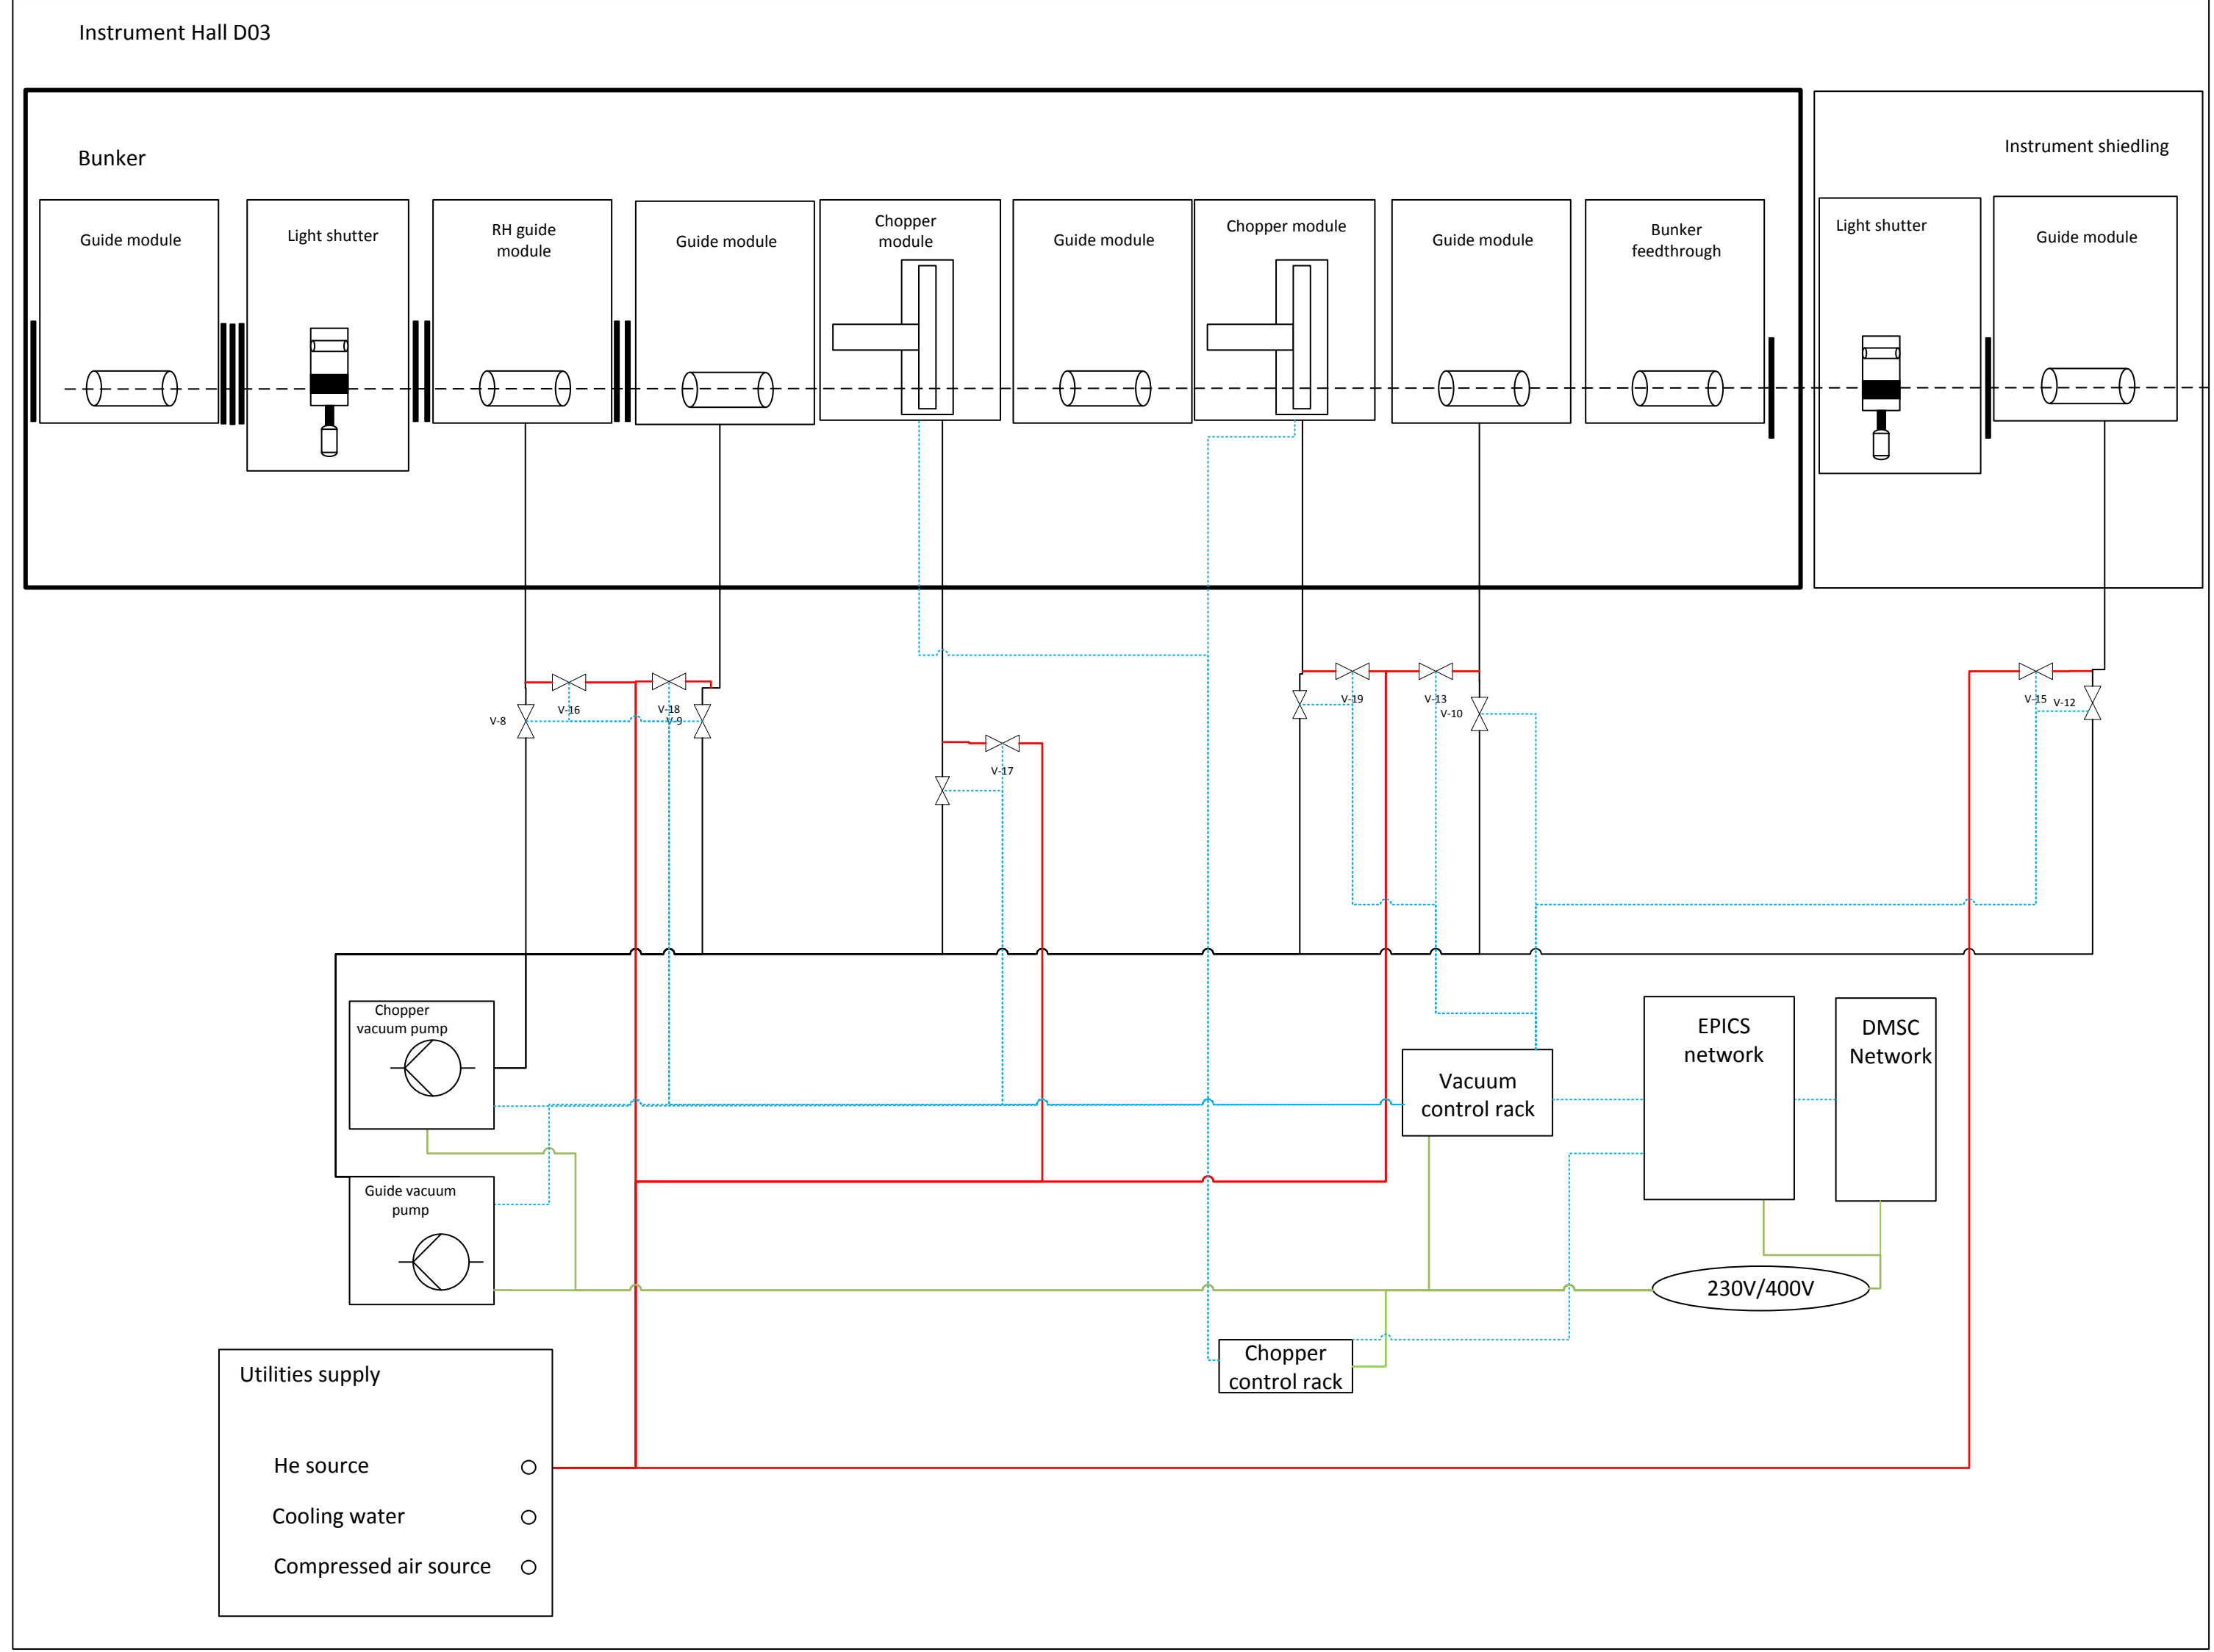 Instrument Hall D03
Bunker
Instrument shiedling
Guide module
Light shutter
RH guide
module
Guide module
Chopper
module
Guide module
Chopper module
Guide module
Bunker
feedthrough
Light shutter
Guide module
V-8
V-16
V-18
V-9
V-17
V-19
V-13
V-10
V-15
V-12
Chopper
vacuum pump
Guide vacuum
pump
Vacuum
control rack
EPICS
network
DMSC
Network
230V/400V
Chopper
control rack
Utilities supply
He source
Cooling water
Compressed air source